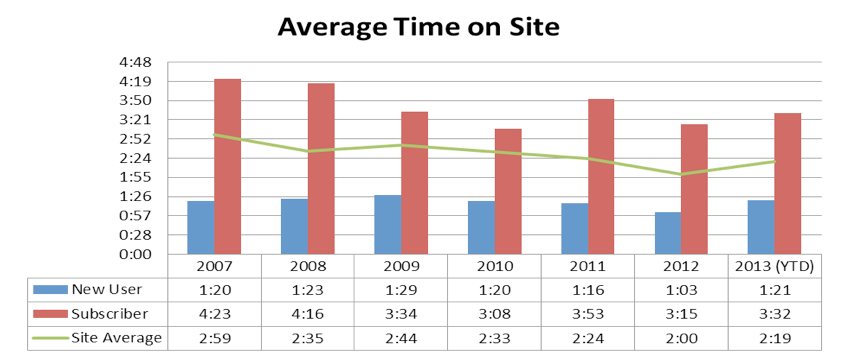 Average Time on Site
4:48
4:19
3:50
3:21
2:52
2:24
1:55
1:26
0:57
0:28
0:00
2007 2008 2009 2010 2011 2012 2013 (YTD)
New User 1:20 1:23 1:29 1:20 1:16 1:03 1:21
Subscriber 4:23 4:16 3:34 3:08 3:53 3:15 3:32
Site Average 2:59 2:35 2:44 2:33 2:24 2:00 2:19